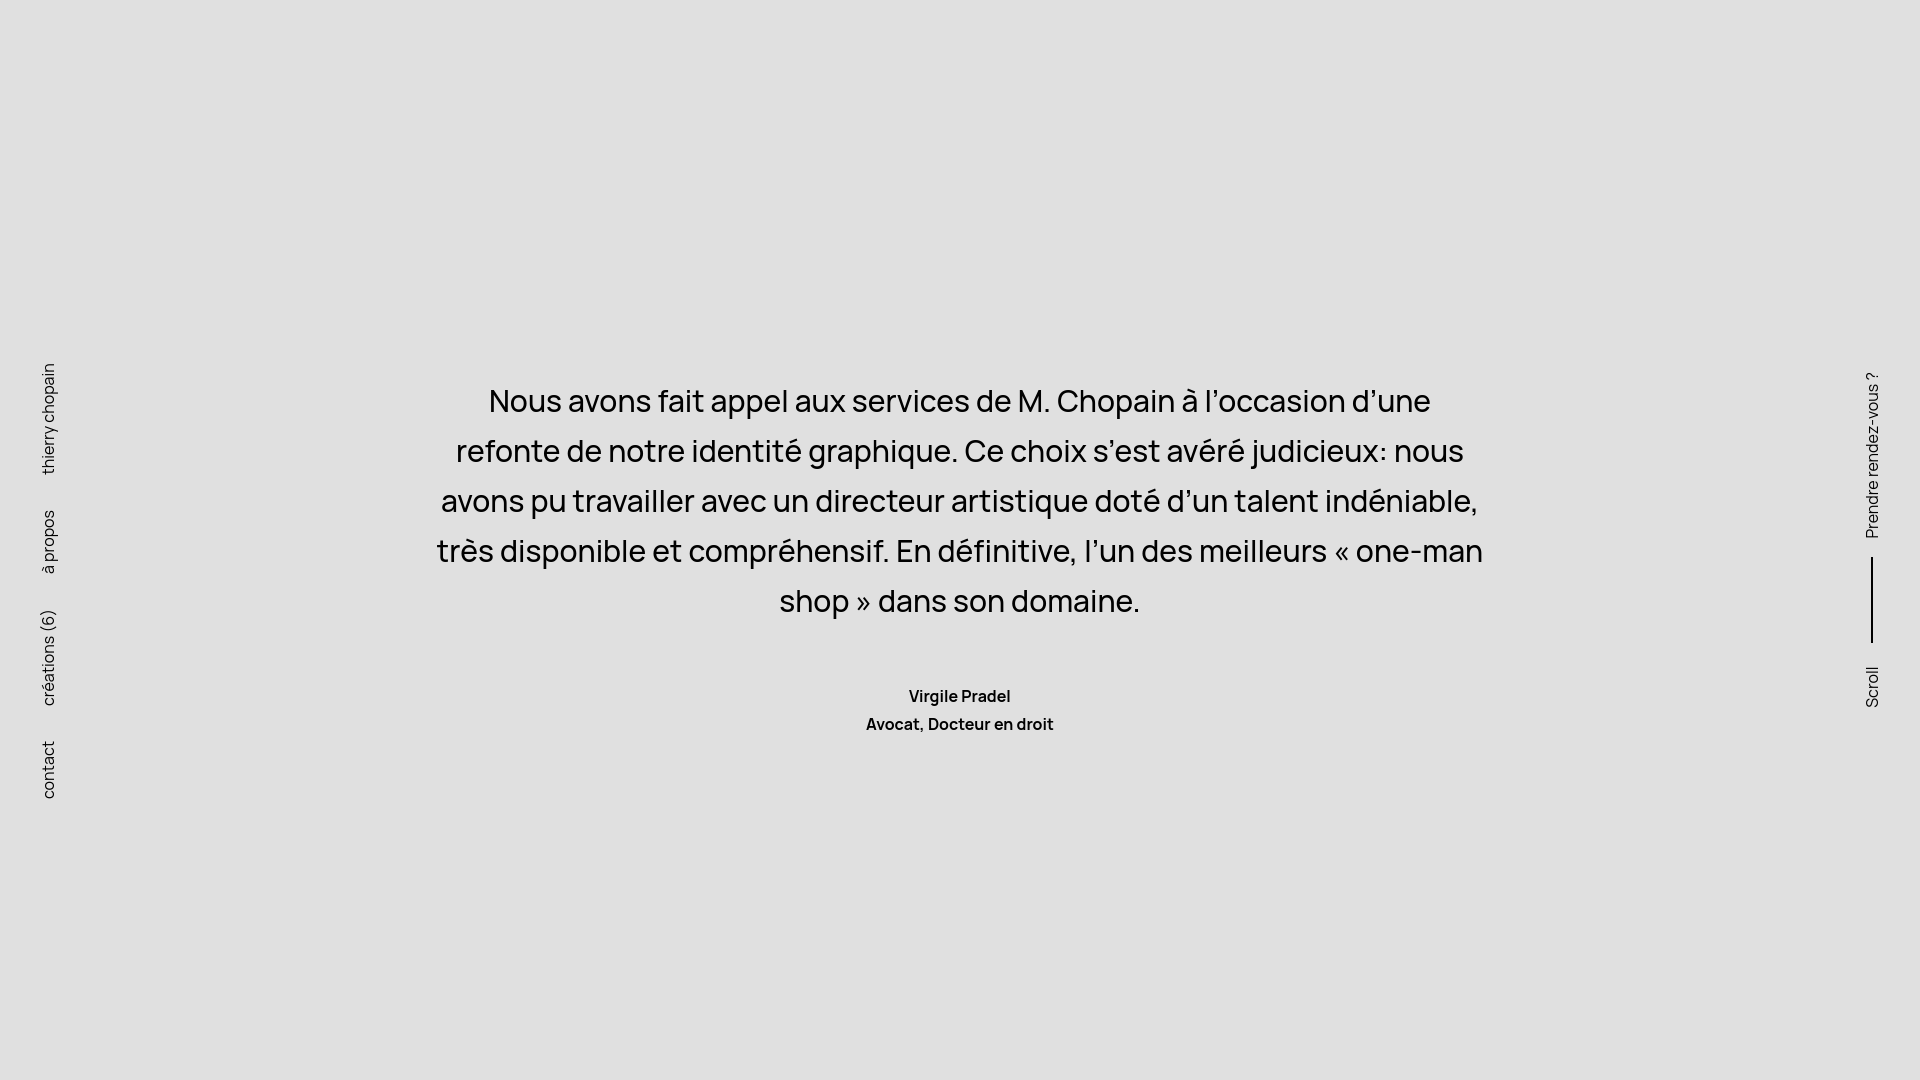 thierry chopain
à propos
créations (6)
contact
Nous avons fait appel aux services de M. Chopain à l’occasion d’une
refonte de notre identité graphique. Ce choix s’est avéré judicieux: nous
avons pu travailler avec un directeur artistique doté d’un talent indéniable,
très disponible et compréhensif. En définitive, l’un des meilleurs « one-man
shop » dans son domaine.
Virgile Pradel
Avocat, Docteur en droit
Prendre rendez-vous ?
Scroll